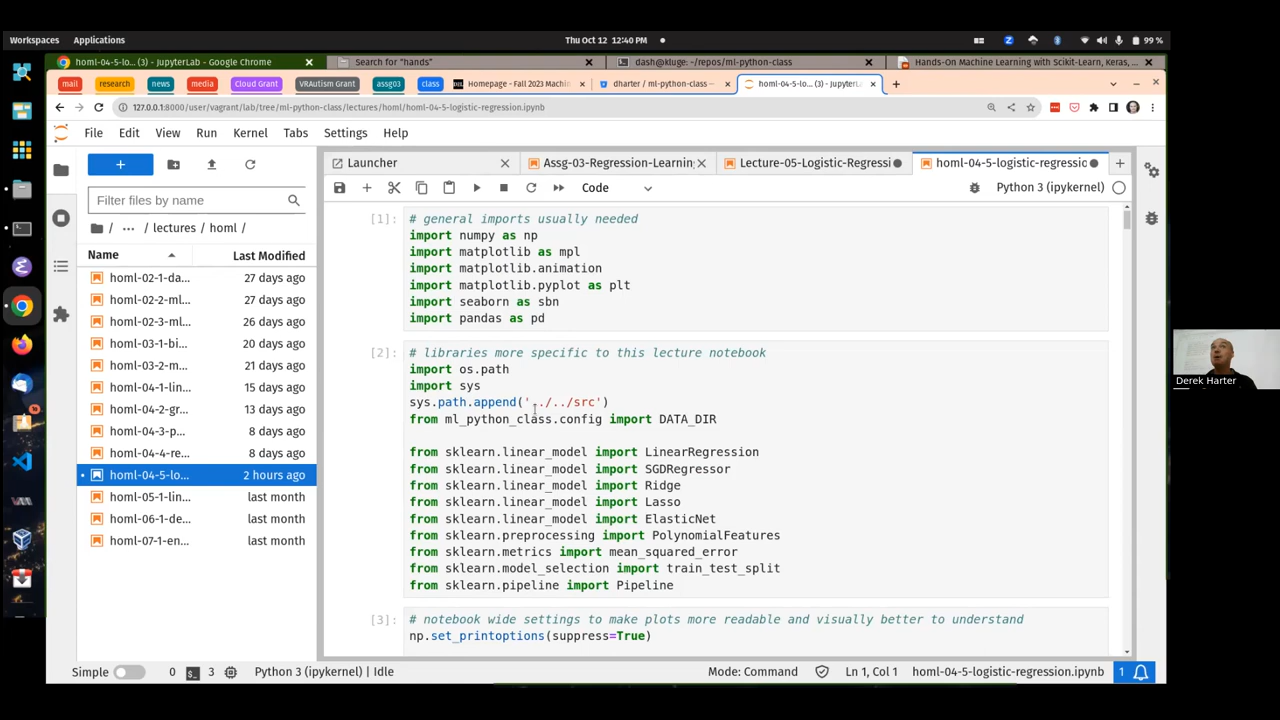 Workspaces Applications Thu Oct 12 12:40 PM 99 %
homl-04-5-lo... (3) - JupyterLab - Google Chrome × Search for "hands" × dash@kluge: ~/repos/ml-python-class × Hands-On Machine Learning with Scikit-Learn, Keras, ... ×
mail research news media Cloud Grant VRAutism Grant assg03 class Homepage - Fall 2023 Machin × dharter / ml-python-class — × homl-04-5-lo... (3) - JupyterL ×
127.0.0.1:8000/user/vagrant/lab/tree/ml-python-class/lectures/homl/homl-04-5-logistic-regression.ipynb
File Edit View Run Kernel Tabs Settings Help
Launcher Assg-03-Regression-Learnin Lecture-05-Logistic-Regressi homl-04-5-logistic-regressic
Code Python 3 (ipykernel)
Filter files by name
/ ... / lectures / homl /
Name Last Modified
homl-02-1-da... 27 days ago
homl-02-2-ml... 27 days ago
homl-02-3-ml... 26 days ago
homl-03-1-bi... 20 days ago
homl-03-2-m... 21 days ago
homl-04-1-lin... 15 days ago
homl-04-2-gr... 13 days ago
homl-04-3-p... 8 days ago
homl-04-4-re... 8 days ago
homl-04-5-lo... 2 hours ago
homl-05-1-lin... last month
homl-06-1-de... last month
homl-07-1-en... last month
[1]: # general imports usually needed
import numpy as np
import matplotlib as mpl
import matplotlib.animation
import matplotlib.pyplot as plt
import seaborn as sbn
import pandas as pd
[2]: # libraries more specific to this lecture notebook
import os.path
import sys
sys.path.append('../../src')
from ml_python_class.config import DATA_DIR
from sklearn.linear_model import LinearRegression
from sklearn.linear_model import SGDRegressor
from sklearn.linear_model import Ridge
from sklearn.linear_model import Lasso
from sklearn.linear_model import ElasticNet
from sklearn.preprocessing import PolynomialFeatures
from sklearn.metrics import mean_squared_error
from sklearn.model_selection import train_test_split
from sklearn.pipeline import Pipeline
[3]: # notebook wide settings to make plots more readable and visually better to understand
np.set_printoptions(suppress=True)
Derek Harter
Simple 0 3 Python 3 (ipykernel) | Idle Mode: Command Ln 1, Col 1 homl-04-5-logistic-regression.ipynb 1